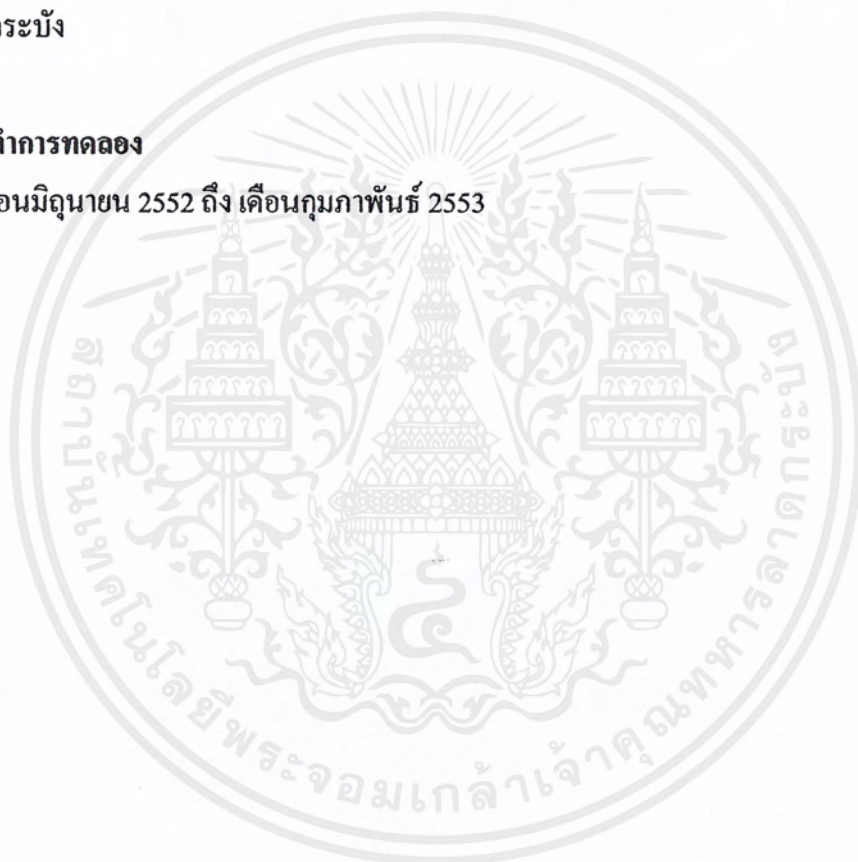 ระบัง
ทำการทดลอง
อนมิถุนายน 2552 ถึง เดือนกุมภาพันธ์ 2553
สถาบันเทคโนโลยีพระจอมเกล้าเจ้าคุณทหารลาดกระบัง